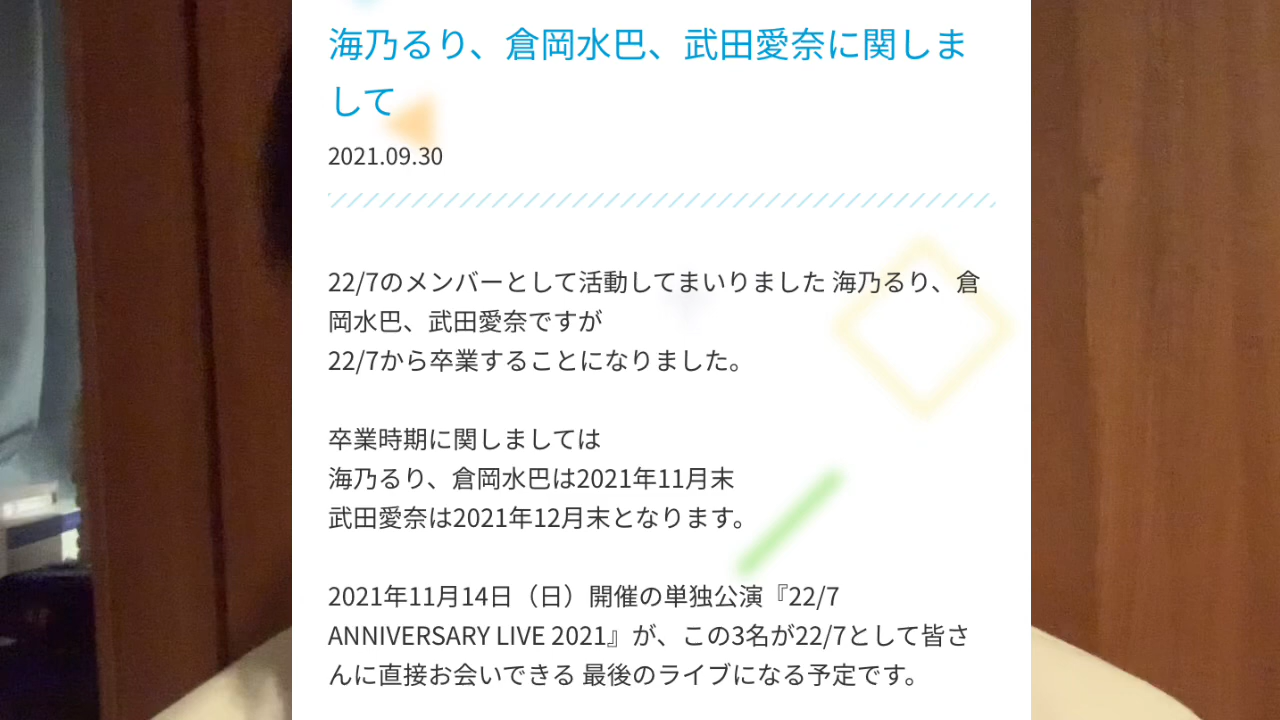 海乃るり、倉岡水巴、武田愛奈に関しま
して
2021.09.30
22/7のメンバーとして活動してまいりました 海乃るり、倉
岡水巴、武田愛奈ですが
22/7から卒業することになりました。
卒業時期に関しましては
海乃るり、倉岡水巴は2021年11月末
武田愛奈は2021年12月末となります。
2021年11月14日（日）開催の単独公演『22/7
ANNIVERSARY LIVE 2021』が、この3名が22/7として皆さ
んに直接お会いできる 最後のライブになる予定です。